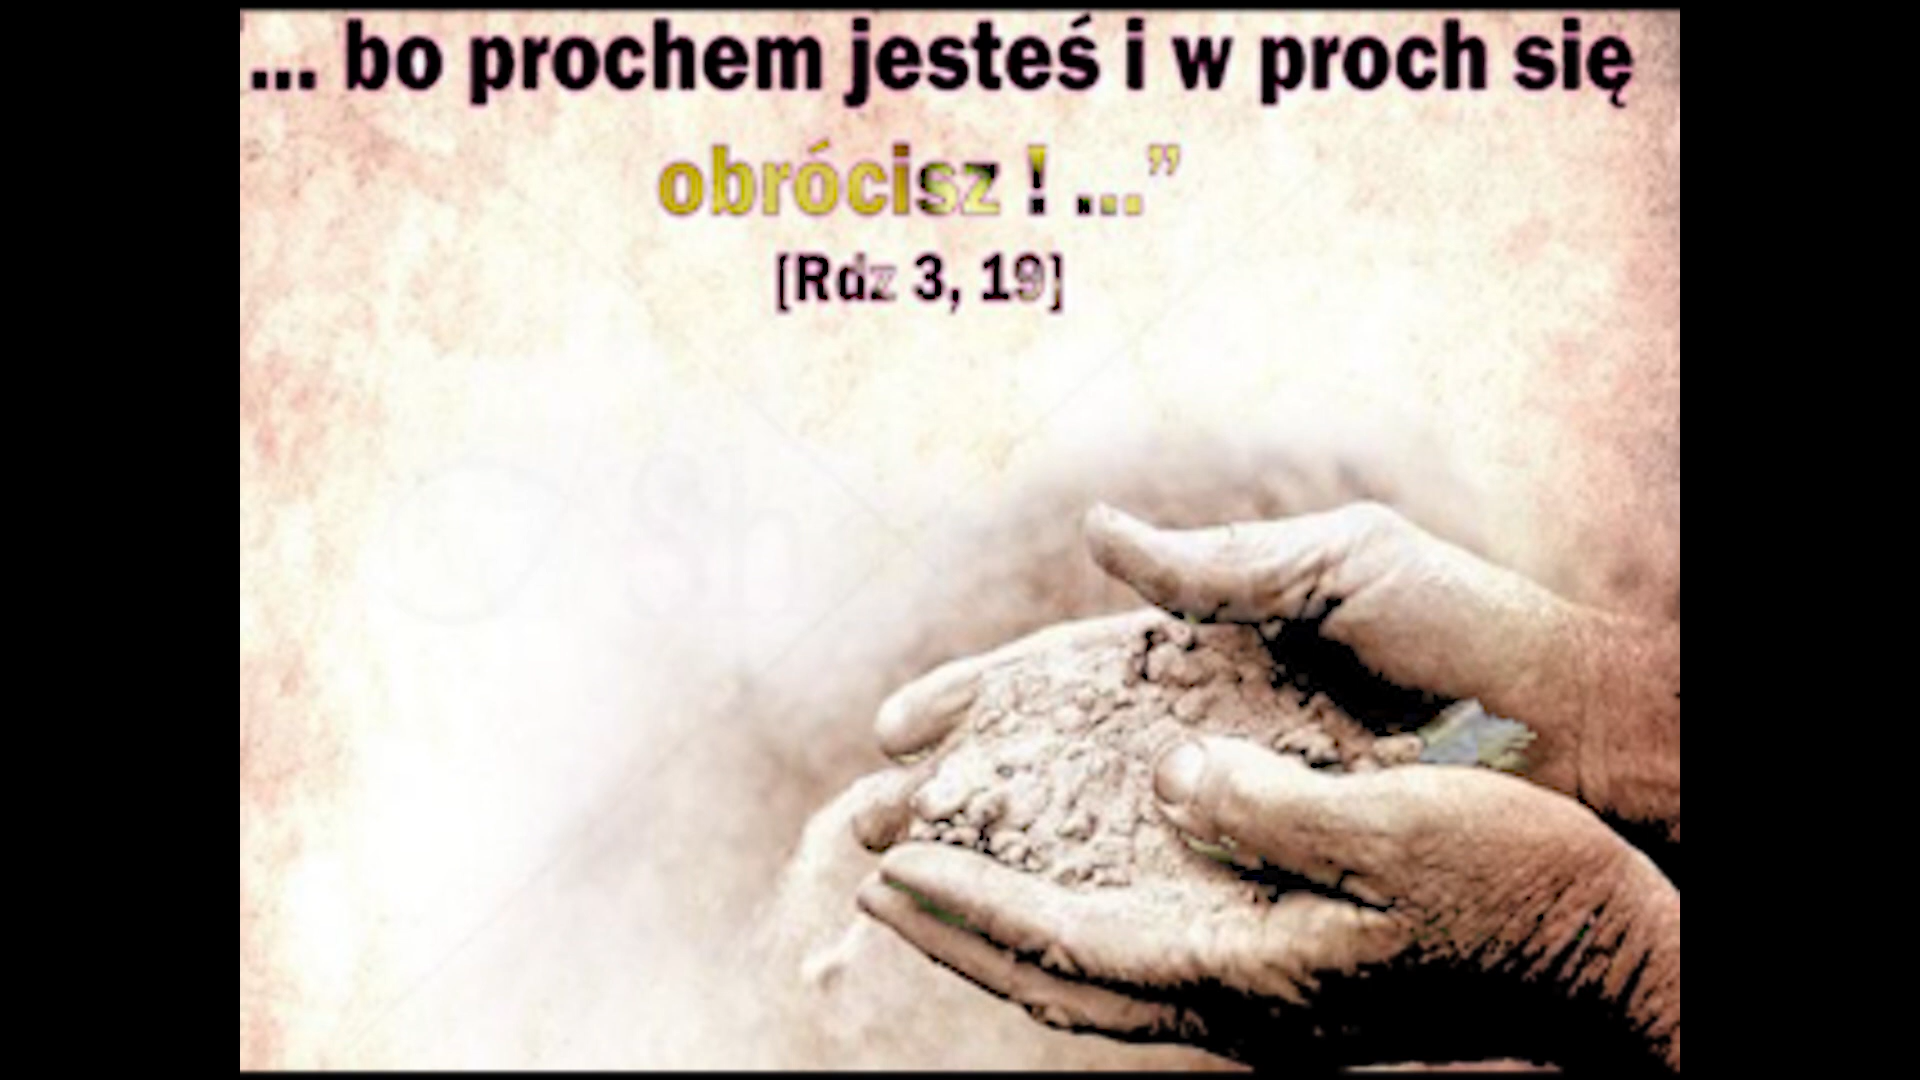 ... bo prochem jesteś i w proch się
obrócisz ! ...”
[Rdz 3, 19]